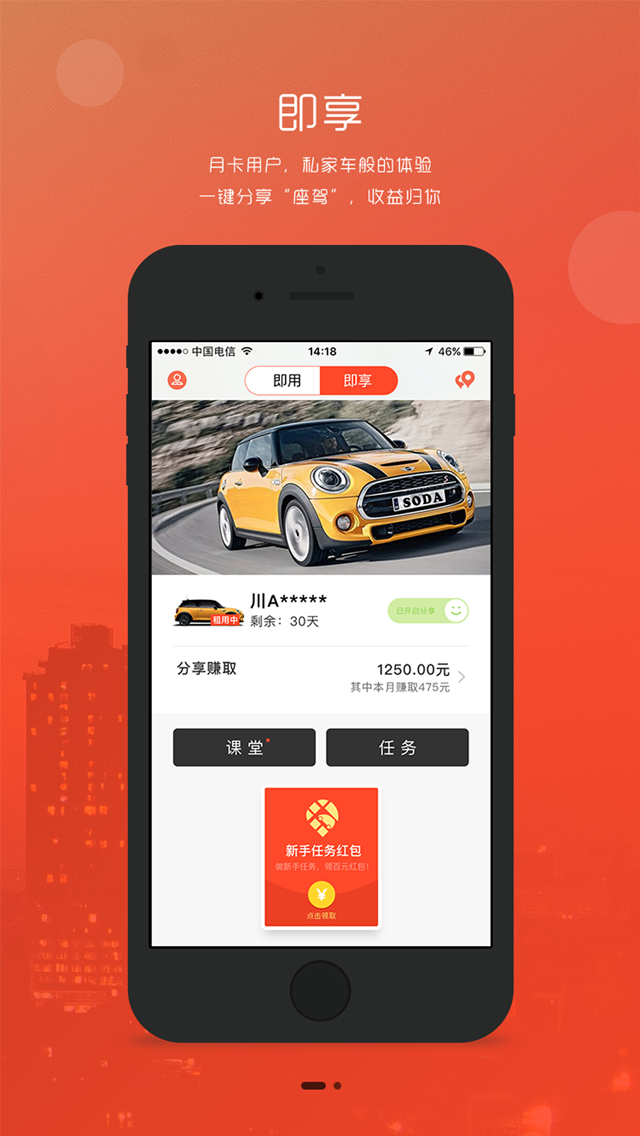 即享
月卡用户，私家车般的体验
一键分享“座驾”，收益归你
中国电信 14:18 46%
即用 即享
SODA
川A*****
租用中 剩余：30天 已开启分享
分享赚取 1250.00元
其中本月赚取475元
课堂 任务
新手任务红包
做新手任务，领百元红包！
¥
点击领取